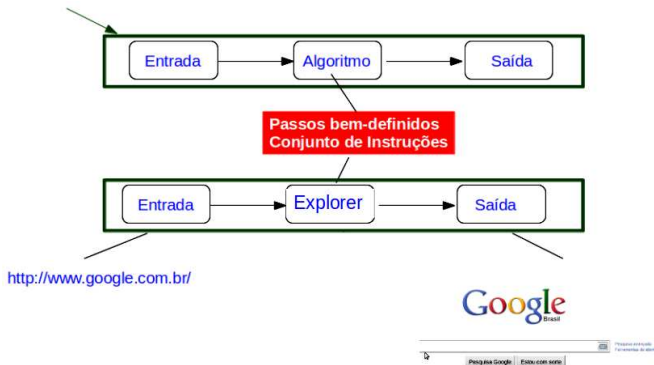 Entrada
Algoritmo
Saída
Passos bem-definidos
Conjunto de Instruções
Entrada
Explorer
Saída
http://www.google.com.br/
Google
Brasil
Pesquisa Google
Estou com sorte